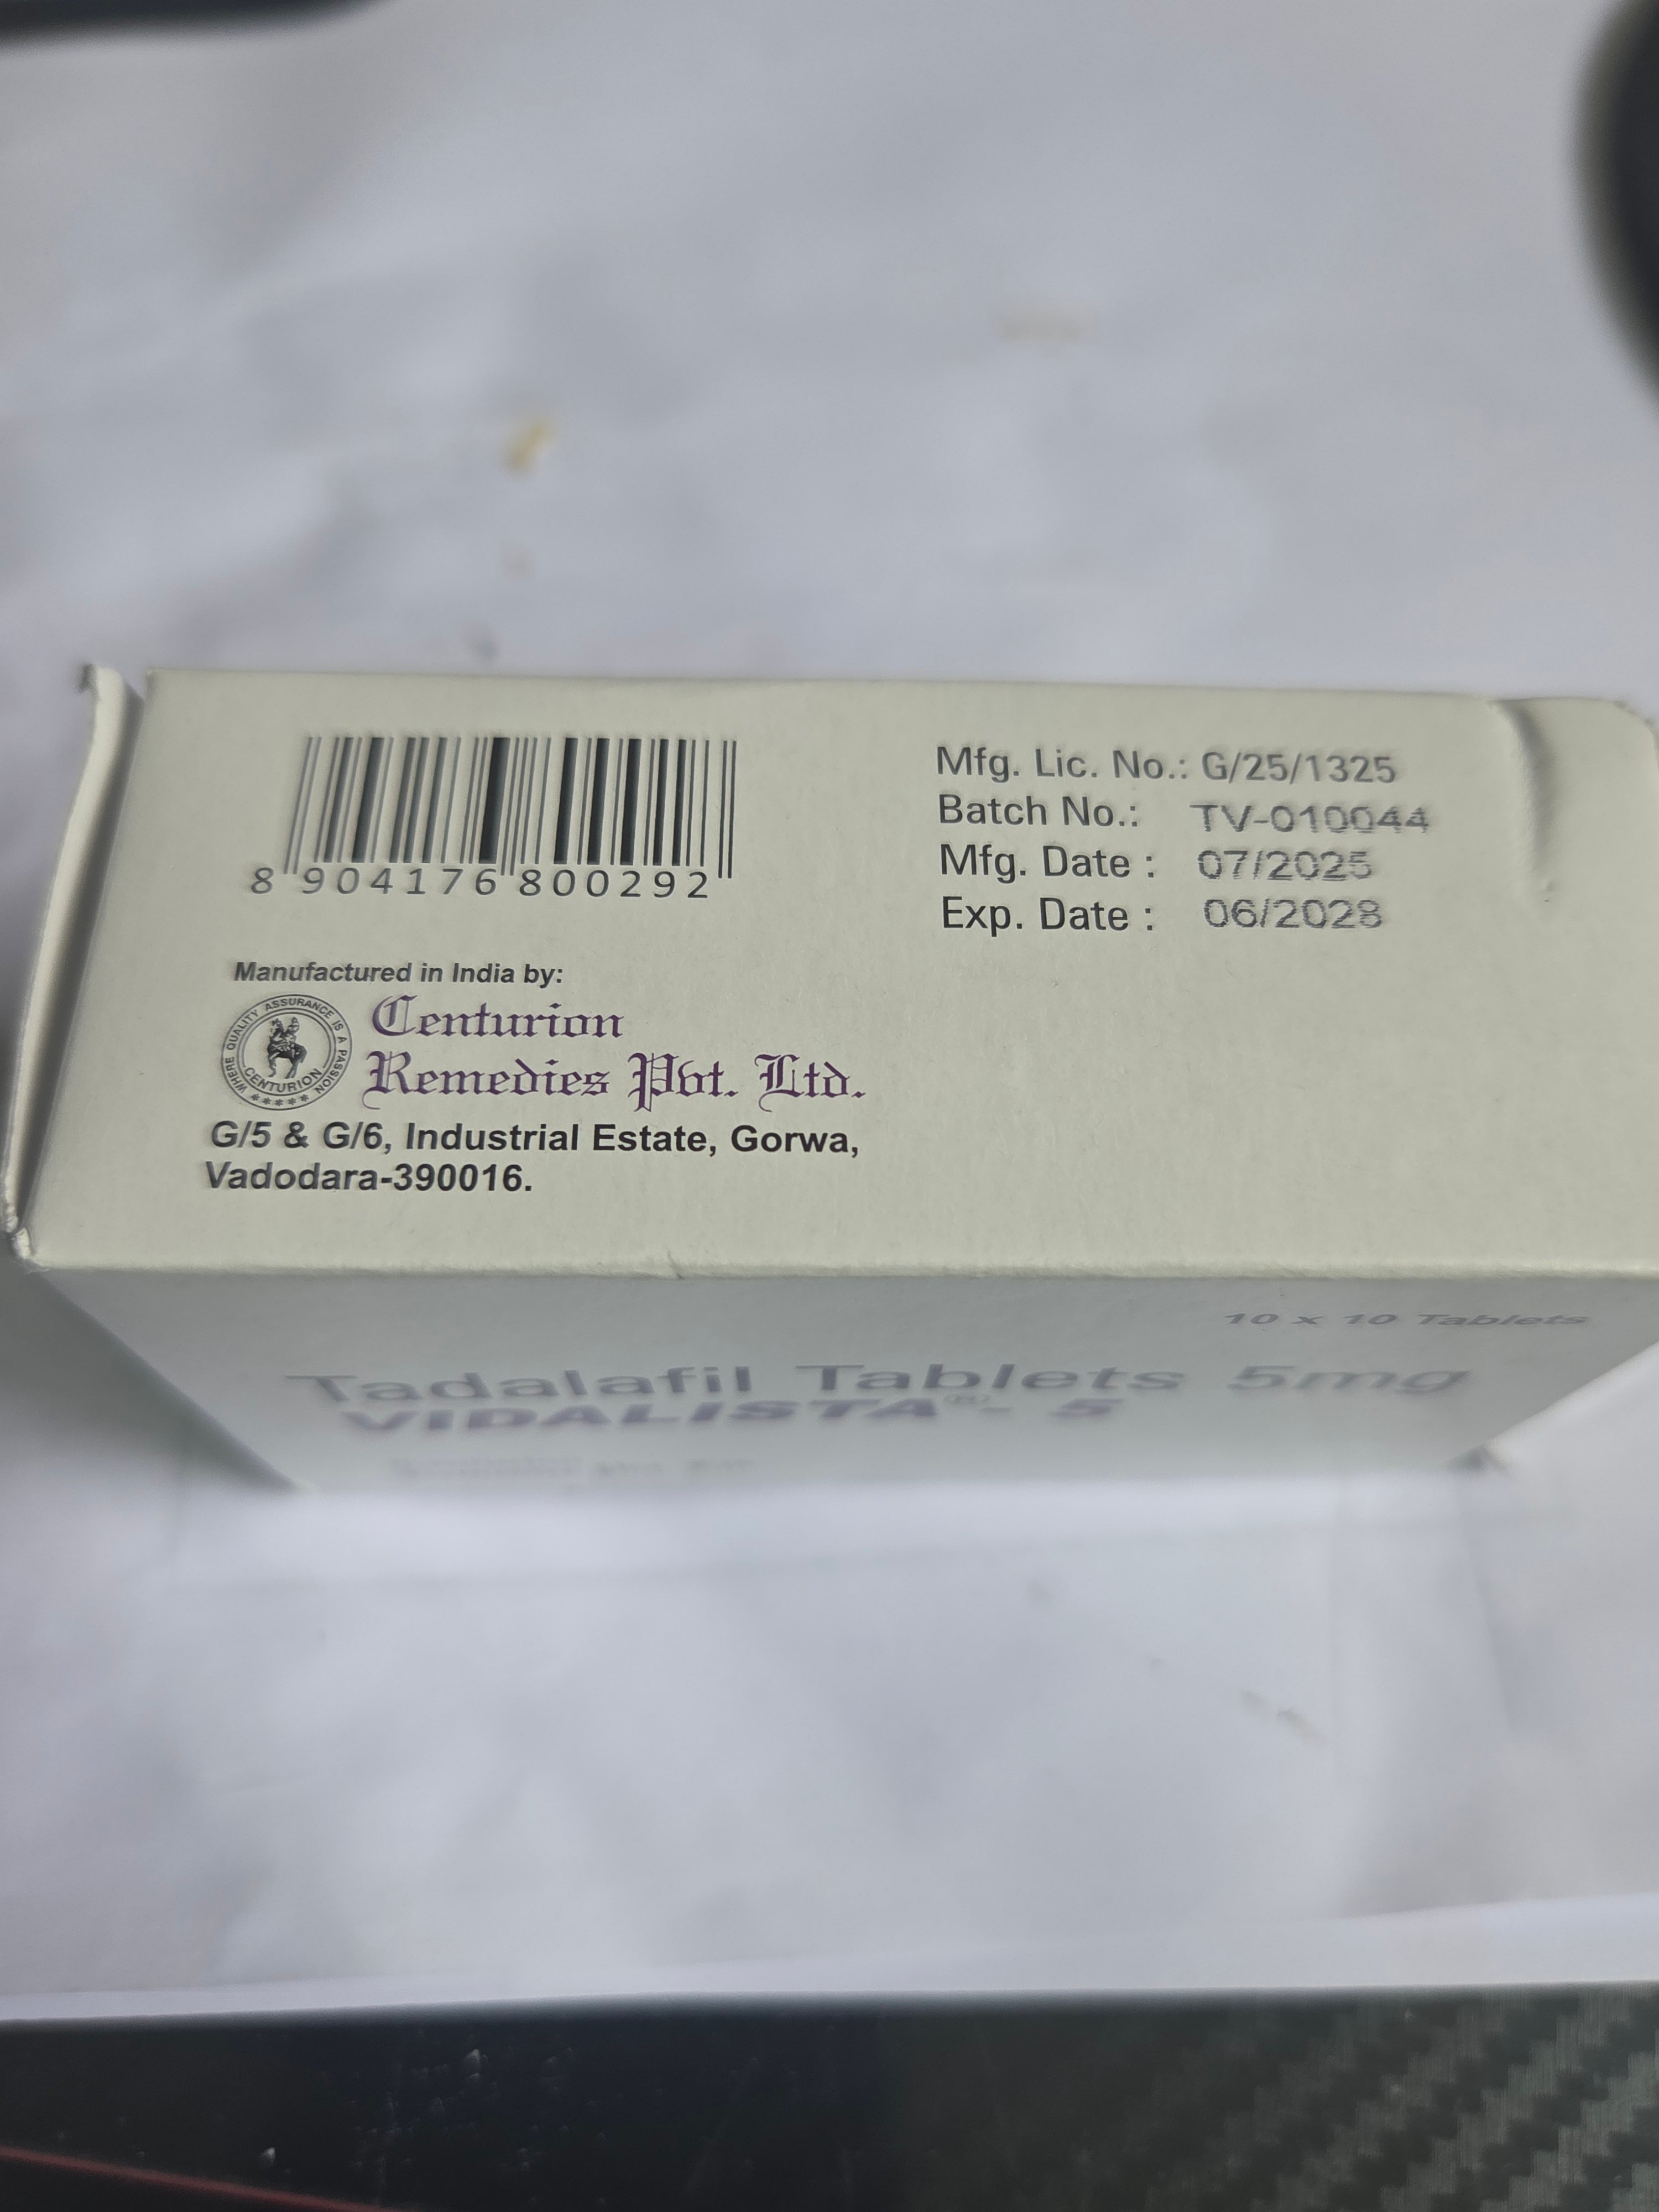 8 904176 800292
Mfg. Lic. No.: G/25/1325
Batch No.: TV-010044
Mfg. Date : 07/2025
Exp. Date : 06/2028
Manufactured in India by:
WHERE QUALITY ASSURANCE IS A PASSION
CENTURION
Centurion
Remedies Pvt. Ltd.
G/5 & G/6, Industrial Estate, Gorwa,
Vadodara-390016.
10 x 10 Tablets
Tadalafil Tablets 5mg
VIDALISTA®- 5